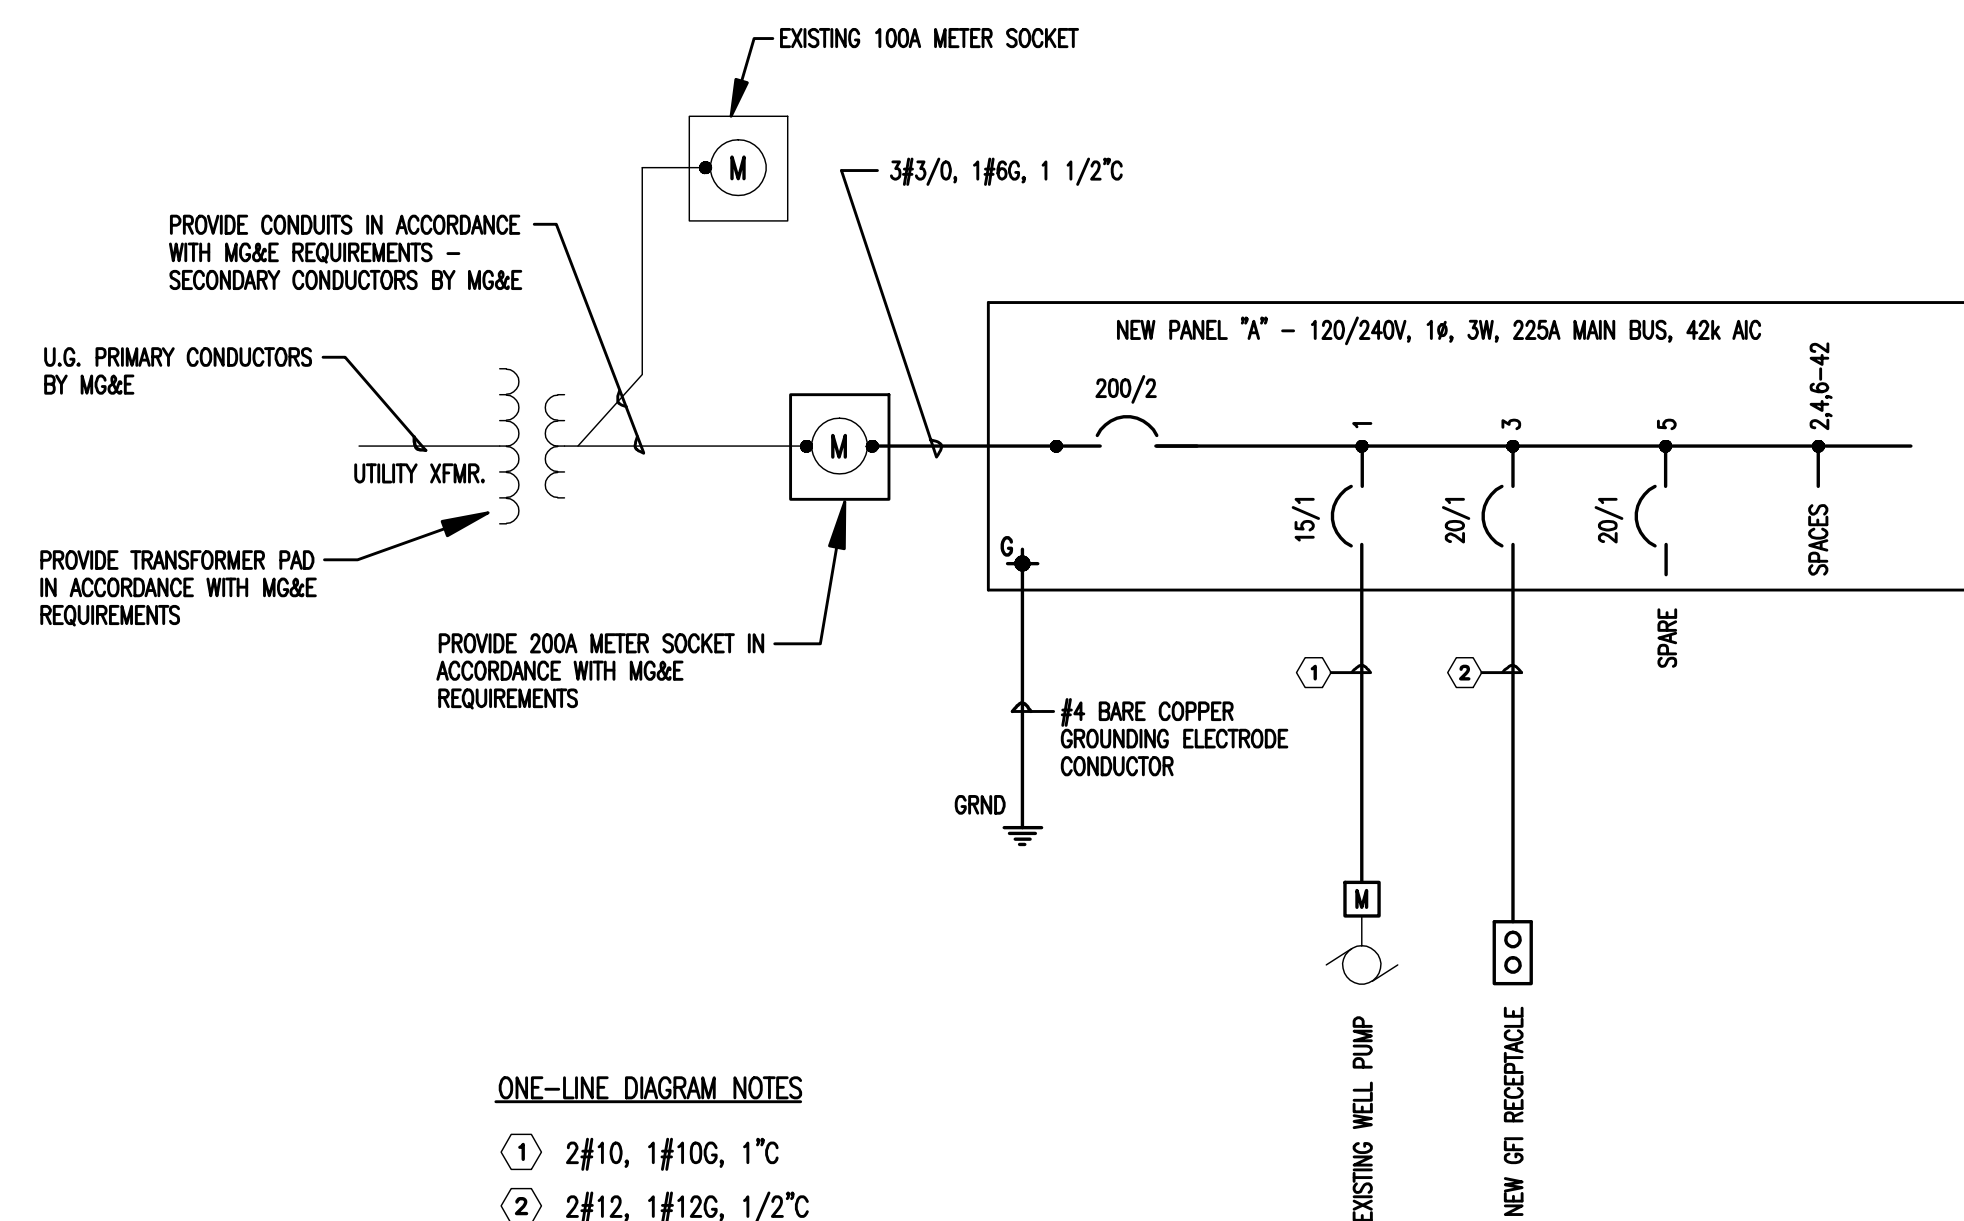 EXISTING 100A METER SOCKET
M
3#3/0, 1#6G, 1 1/2"C
PROVIDE CONDUITS IN ACCORDANCE
WITH MG&E REQUIREMENTS –
SECONDARY CONDUCTORS BY MG&E
U.G. PRIMARY CONDUCTORS
BY MG&E
UTILITY XFMR.
PROVIDE TRANSFORMER PAD
IN ACCORDANCE WITH MG&E
REQUIREMENTS
M
PROVIDE 200A METER SOCKET IN
ACCORDANCE WITH MG&E
REQUIREMENTS
NEW PANEL "A" – 120/240V, 1ø, 3W, 225A MAIN BUS, 42k AIC
200/2
1
3
5
2,4,6–42
15/1
20/1
20/1
SPACES
G
SPARE
1
2
#4 BARE COPPER
GROUNDING ELECTRODE
CONDUCTOR
GRND
M
EXISTING WELL PUMP
NEW GFI RECEPTACLE
ONE–LINE DIAGRAM NOTES
1 2#10, 1#10G, 1"C
2 2#12, 1#12G, 1/2"C